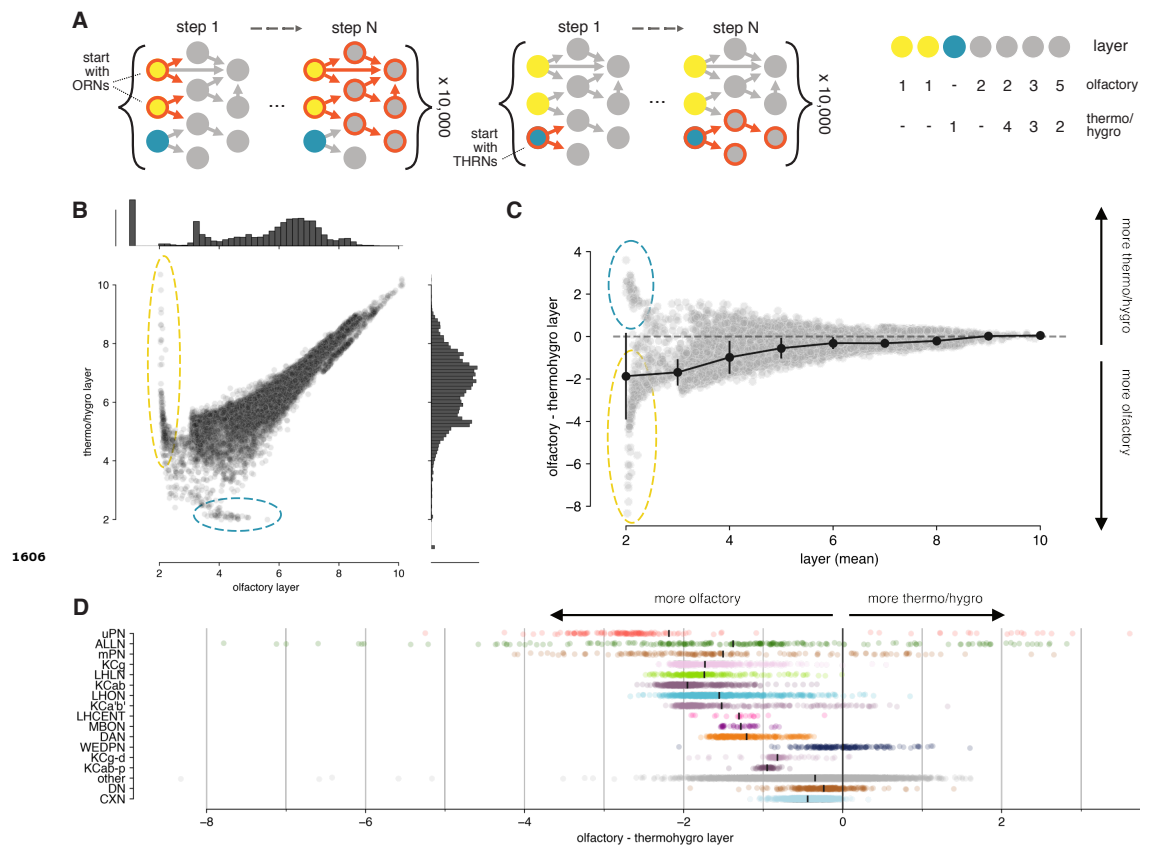 A
step 1
step N
start
with
ORNs
...
x 10,000
step 1
step N
start
with
THRNs
...
x 10,000
layer
1 1 - 2 2 3 5 olfactory
- - 1 - 4 3 2 thermo/
hygro
B
10
8
6
4
2
thermo/hygro layer
2 4 6 8 10
olfactory layer
C
4
2
0
−2
−4
−6
−8
olfactory - thermohygro layer
2 4 6 8 10
layer (mean)
more thermo/hygro
more olfactory
1606
D
more olfactory
more thermo/hygro
uPN
ALLN
mPN
KCg
LHLN
KCab
LHON
KCa'b'
LHCENT
MBON
DAN
WEDPN
KCg-d
KCab-p
other
DN
CXN
−8 −6 −4 −2 0 2
olfactory - thermohygro layer